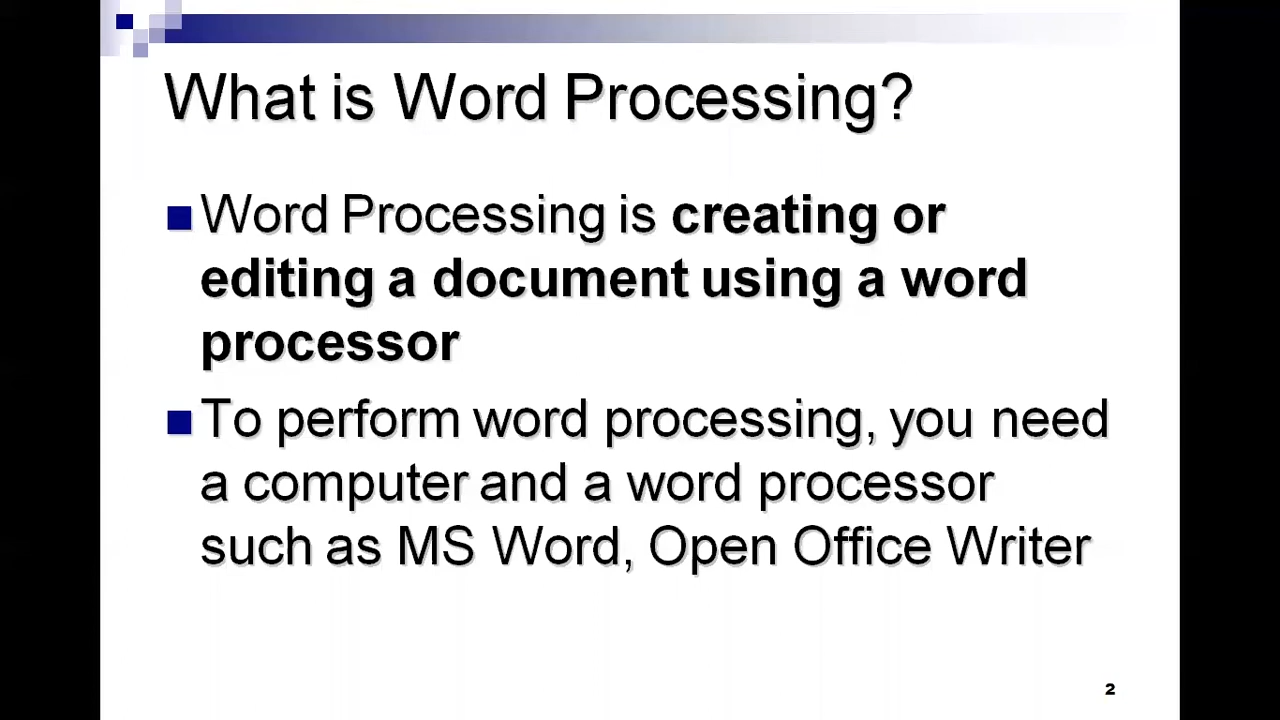 What is Word Processing?
Word Processing is creating or
editing a document using a word
processor
To perform word processing, you need
a computer and a word processor
such as MS Word, Open Office Writer
2